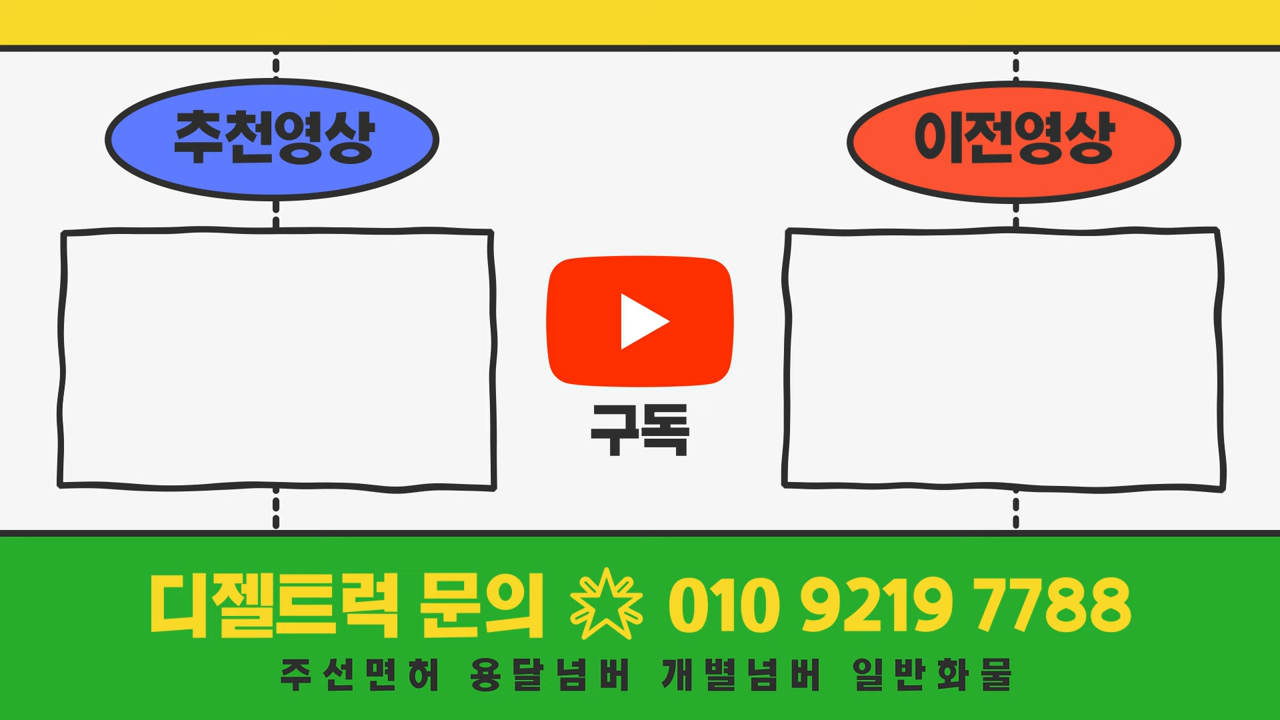 추천영상
이전영상
구독
디젤트럭 문의 010 9219 7788
주선면허 용달넘버 개별넘버 일반화물